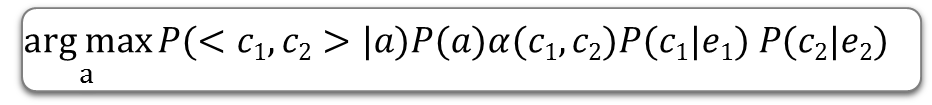 arg max P(< c₁, c₂ > |a)P(a)α(c₁, c₂)P(c₁|e₁) P(c₂|e₂)
a